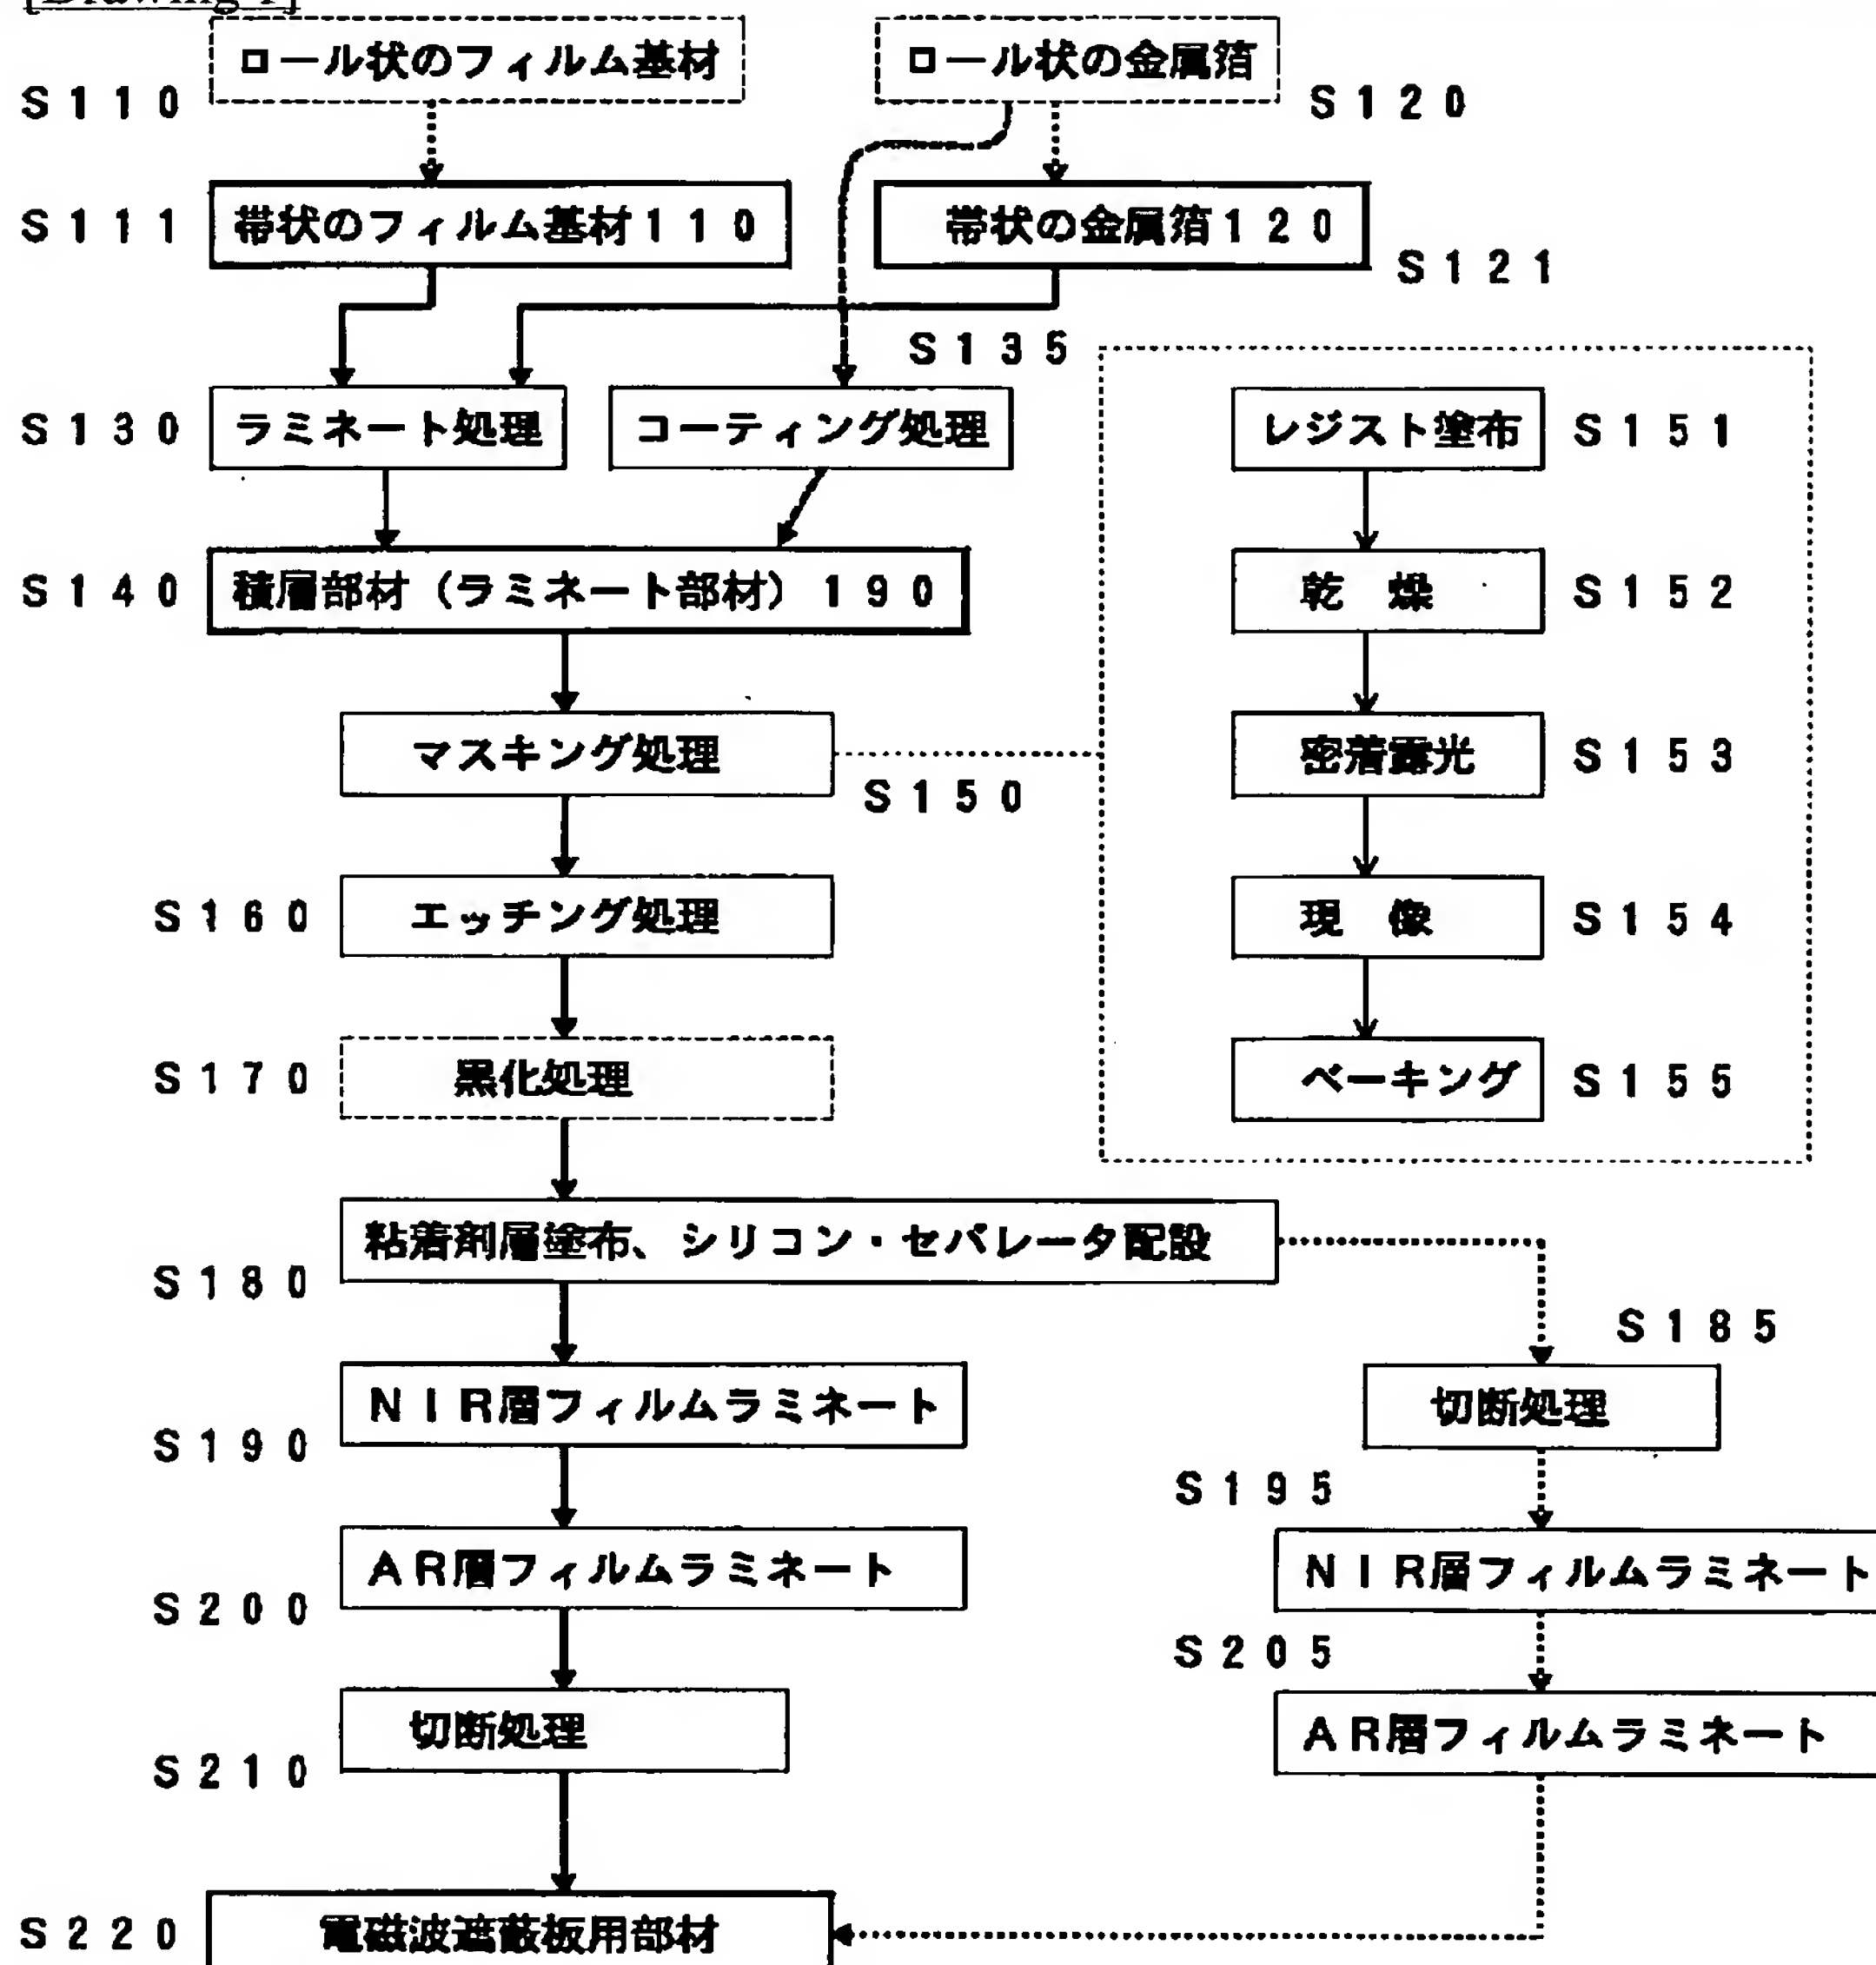 [Drawing 1]
ロール状のフィルム基材
ロール状の金属箔
S110
S120
S111
帯状のフィルム基材110
帯状の金属箔120
S121
S135
S130
ラミネート処理
コーティング処理
レジスト塗布
S151
S140
積層部材（ラミネート部材）190
乾　燥
S152
マスキング処理
S150
密着露光
S153
S160
エッチング処理
現　像
S154
S170
黒化処理
ベーキング
S155
粘着剤層塗布、シリコン・セパレータ配設
S180
S185
NIR層フィルムラミネート
S190
切断処理
S195
AR層フィルムラミネート
S200
NIR層フィルムラミネート
S205
切断処理
S210
AR層フィルムラミネート
S220
電磁波遮蔽板用部材